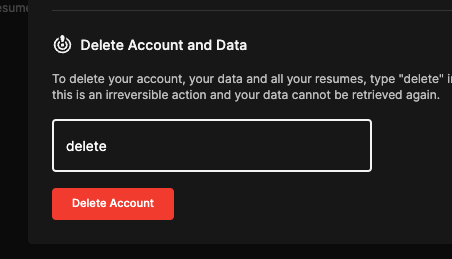 esume
Delete Account and Data
To delete your account, your data and all your resumes, type "delete" i
this is an irreversible action and your data cannot be retrieved again.
delete
Delete Account